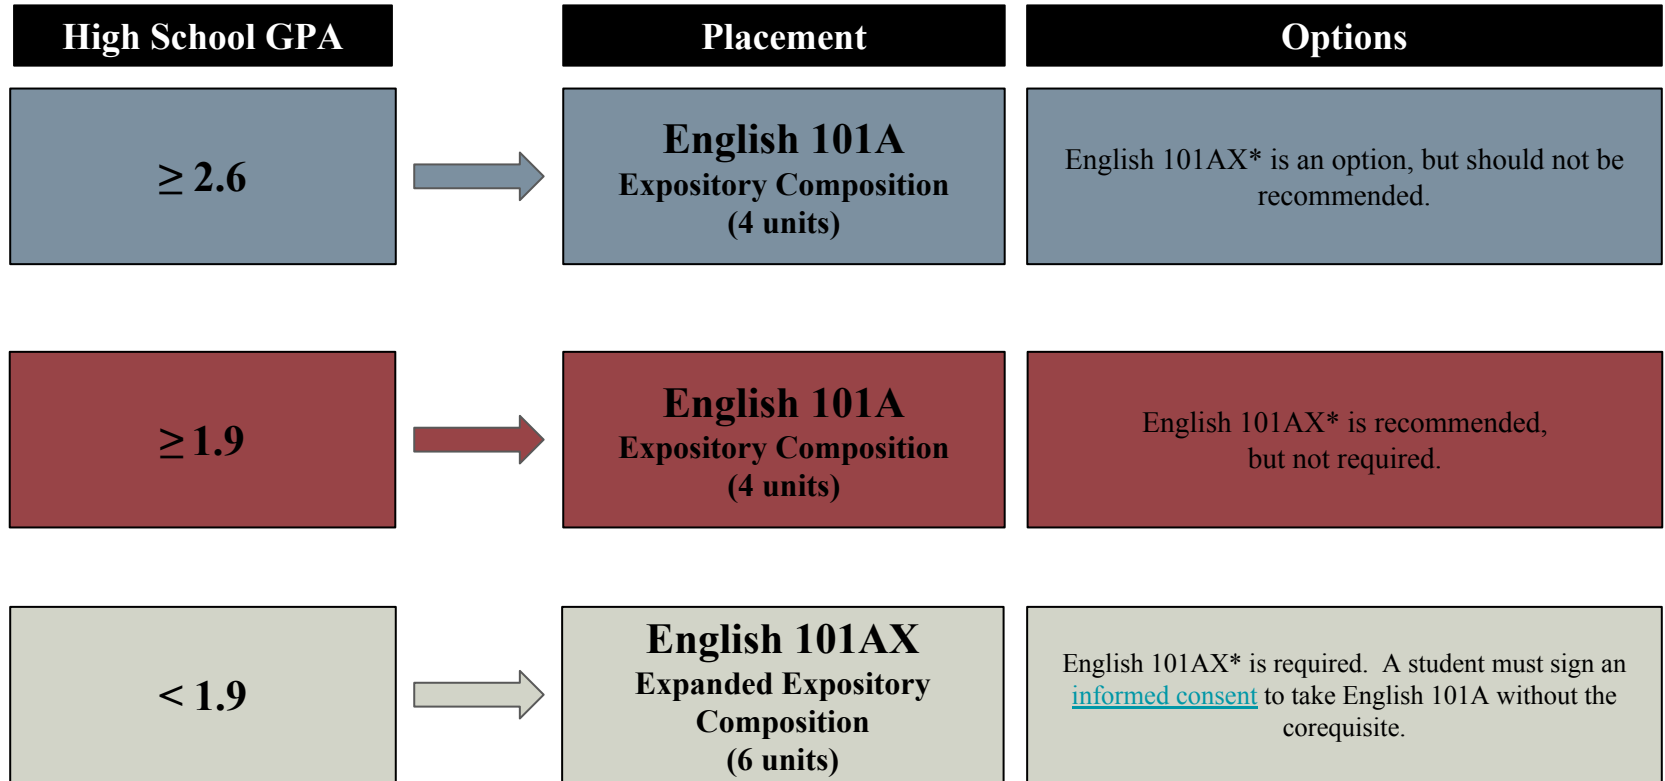 High School GPA
Placement
Options
≥ 2.6
English 101A
Expository Composition
(4 units)
English 101AX* is an option, but should not be
recommended.
≥ 1.9
English 101A
Expository Composition
(4 units)
English 101AX* is recommended,
but not required.
< 1.9
English 101AX
Expanded Expository
Composition
(6 units)
English 101AX* is required.  A student must sign an
informed consent to take English 101A without the
corequisite.